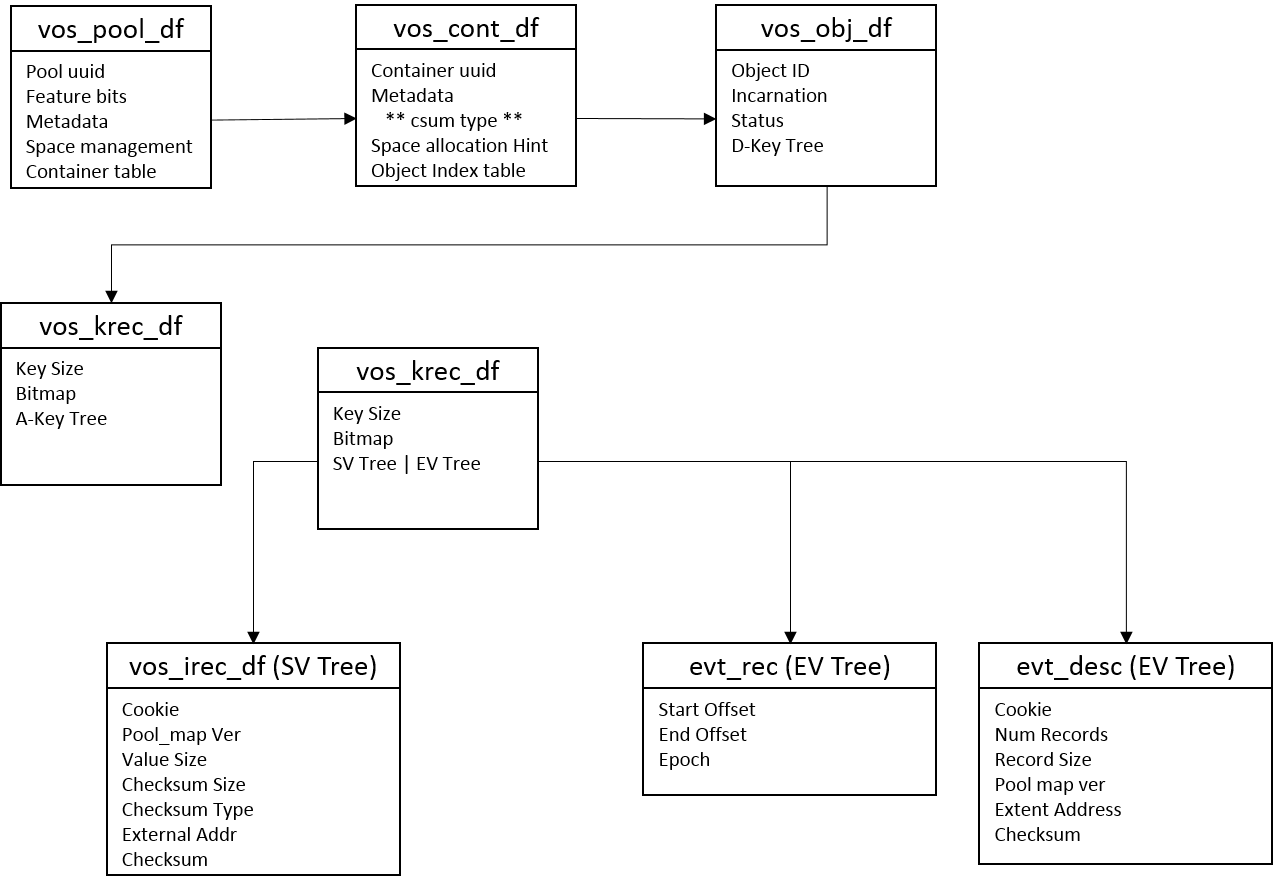 vos_pool_df
Pool uuid
Feature bits
Metadata
Space management
Container table
vos_cont_df
Container uuid
Metadata
** csum type **
Space allocation Hint
Object Index table
vos_obj_df
Object ID
Incarnation
Status
D-Key Tree
vos_krec_df
Key Size
Bitmap
A-Key Tree
vos_krec_df
Key Size
Bitmap
SV Tree | EV Tree
vos_irec_df (SV Tree)
Cookie
Pool_map Ver
Value Size
Checksum Size
Checksum Type
External Addr
Checksum
evt_rec (EV Tree)
Start Offset
End Offset
Epoch
evt_desc (EV Tree)
Cookie
Num Records
Record Size
Pool map ver
Extent Address
Checksum